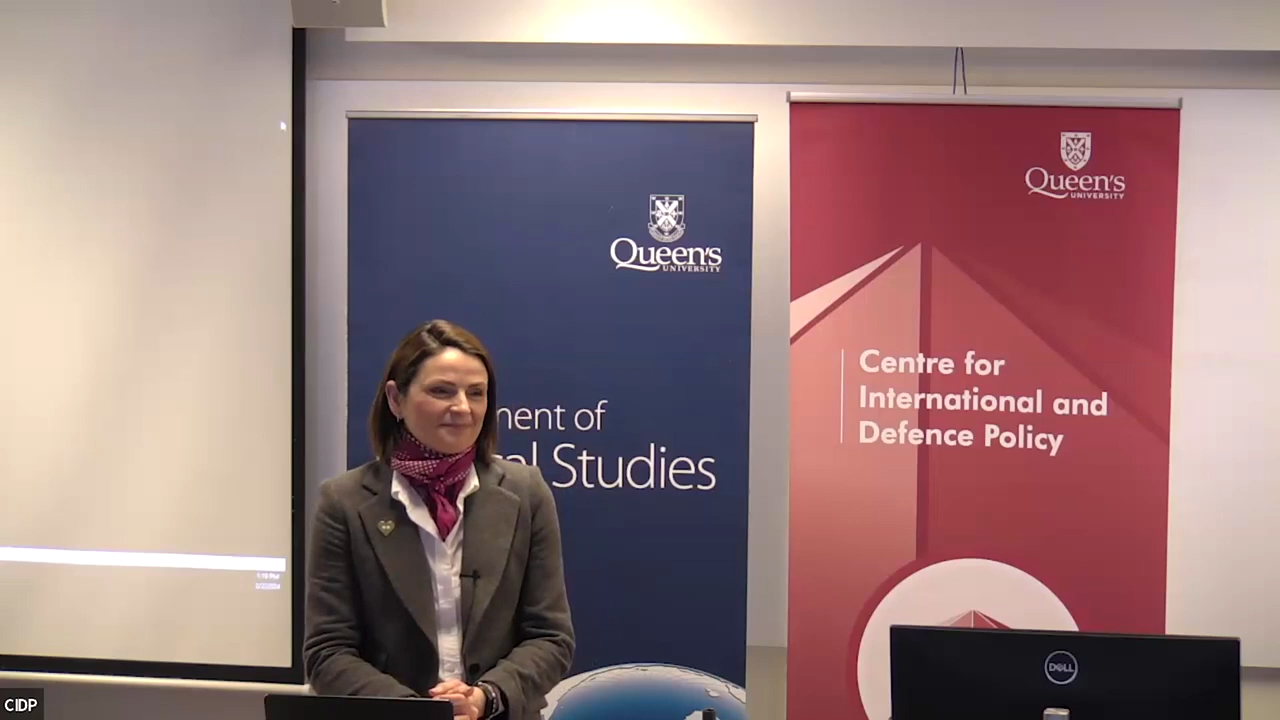 Queen's
UNIVERSITY
ment of
al Studies
Queen's
UNIVERSITY
Centre for
International and
Defence Policy
DELL
CIDP